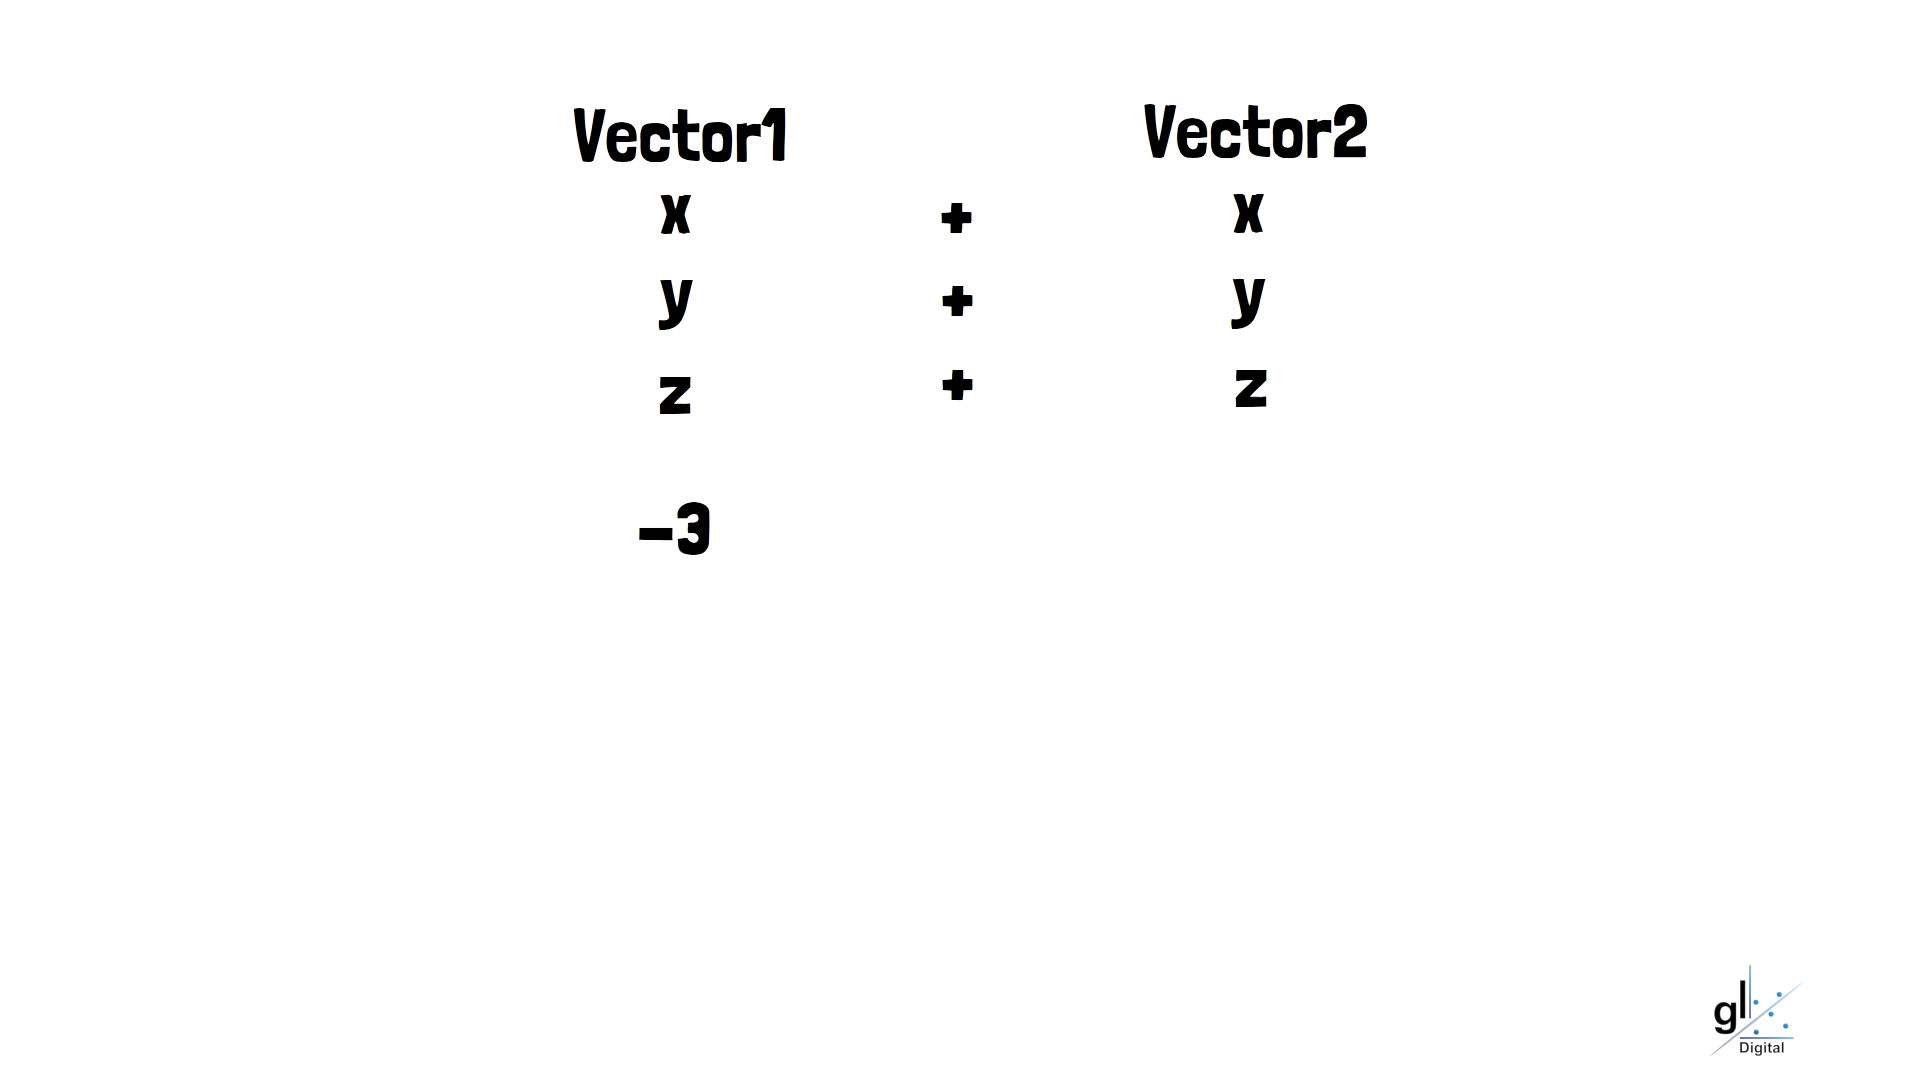 Vector1 Vector2
x + x
y + y
z + z
-3
gl
Digital